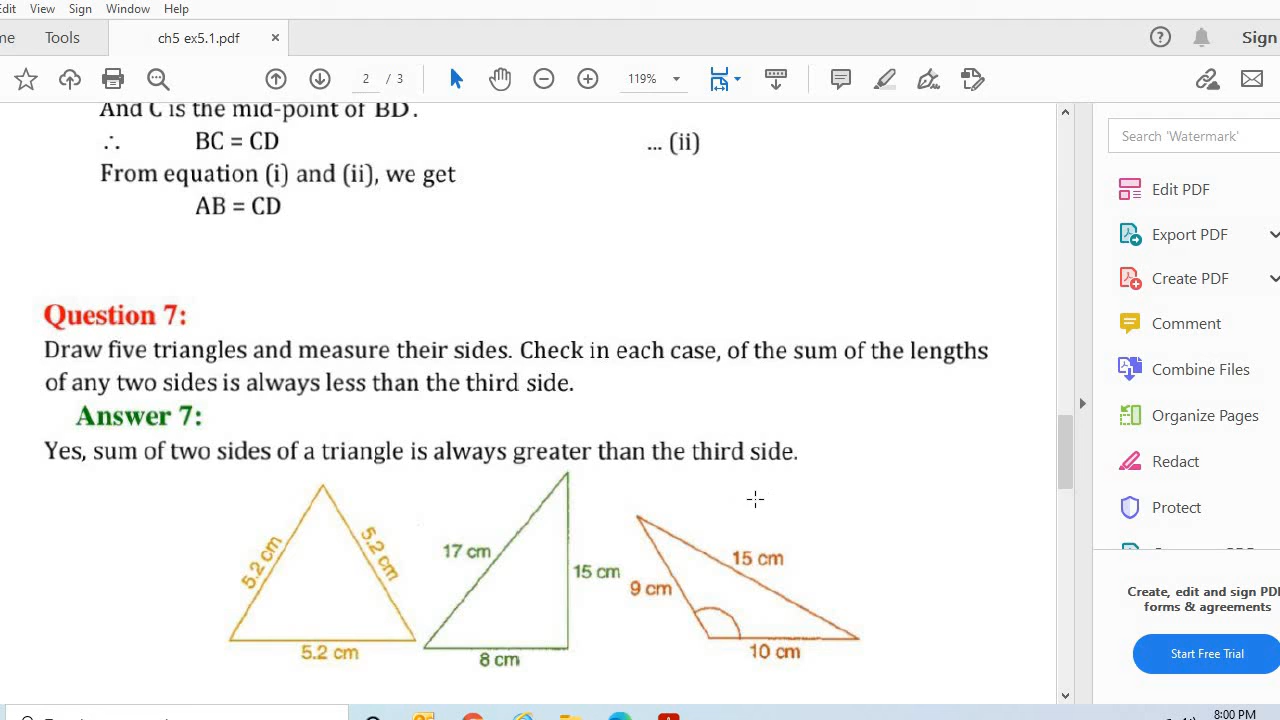 Edit View Sign Window Help
me Tools ch5 ex5.1.pdf × ? Sign
2 / 3 119%
And C is the mid-point of BD.
∴ BC = CD ... (ii)
From equation (i) and (ii), we get
AB = CD
Question 7:
Draw five triangles and measure their sides. Check in each case, of the sum of the lengths
of any two sides is always less than the third side.
Answer 7:
Yes, sum of two sides of a triangle is always greater than the third side.
5.2 cm
5.2 cm
5.2 cm
17 cm
15 cm
8 cm
9 cm
15 cm
10 cm
Search 'Watermark'
Edit PDF
Export PDF
Create PDF
Comment
Combine Files
Organize Pages
Redact
Protect
Create, edit and sign PD
forms & agreements
Start Free Trial
8:00 PM